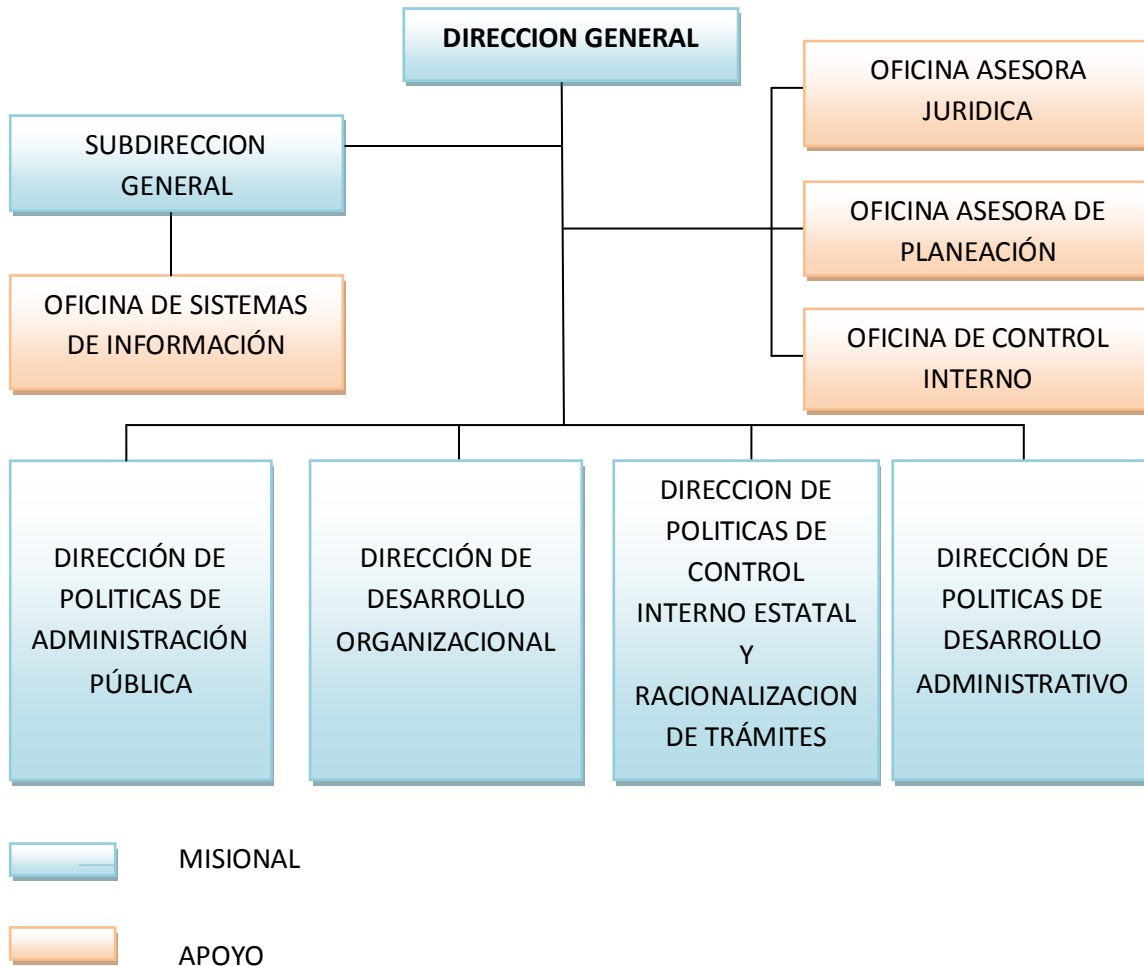 DIRECCION GENERAL
OFICINA ASESORA
JURIDICA
SUBDIRECCION
GENERAL
OFICINA ASESORA DE
PLANEACIÓN
OFICINA DE SISTEMAS
DE INFORMACIÓN
OFICINA DE CONTROL
INTERNO
DIRECCIÓN DE
POLITICAS DE
ADMINISTRACIÓN
PÚBLICA
DIRECCIÓN DE
DESARROLLO
ORGANIZACIONAL
DIRECCION DE
POLITICAS DE
CONTROL
INTERNO ESTATAL
Y
RACIONALIZACION
DE TRÁMITES
DIRECCIÓN DE
POLITICAS DE
DESARROLLO
ADMINISTRATIVO
MISIONAL
APOYO